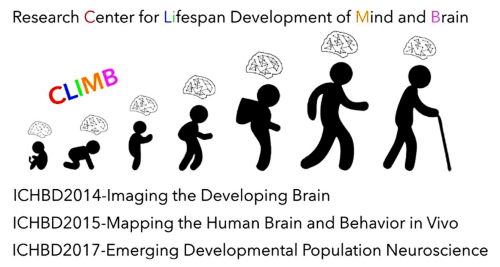 Research Center for Lifespan Development of Mind and Brain
CLIMB
ICHBD2014-Imaging the Developing Brain
ICHBD2015-Mapping the Human Brain and Behavior in Vivo
ICHBD2017-Emerging Developmental Population Neuroscience